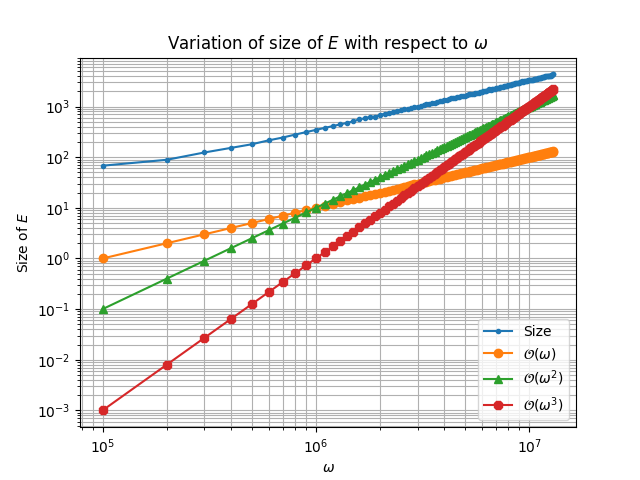 Variation of size of E with respect to ω
Size of E
10³
10²
10¹
10⁰
10⁻¹
10⁻²
10⁻³
10⁵
10⁶
10⁷
ω
Size
𝒪(ω)
𝒪(ω²)
𝒪(ω³)